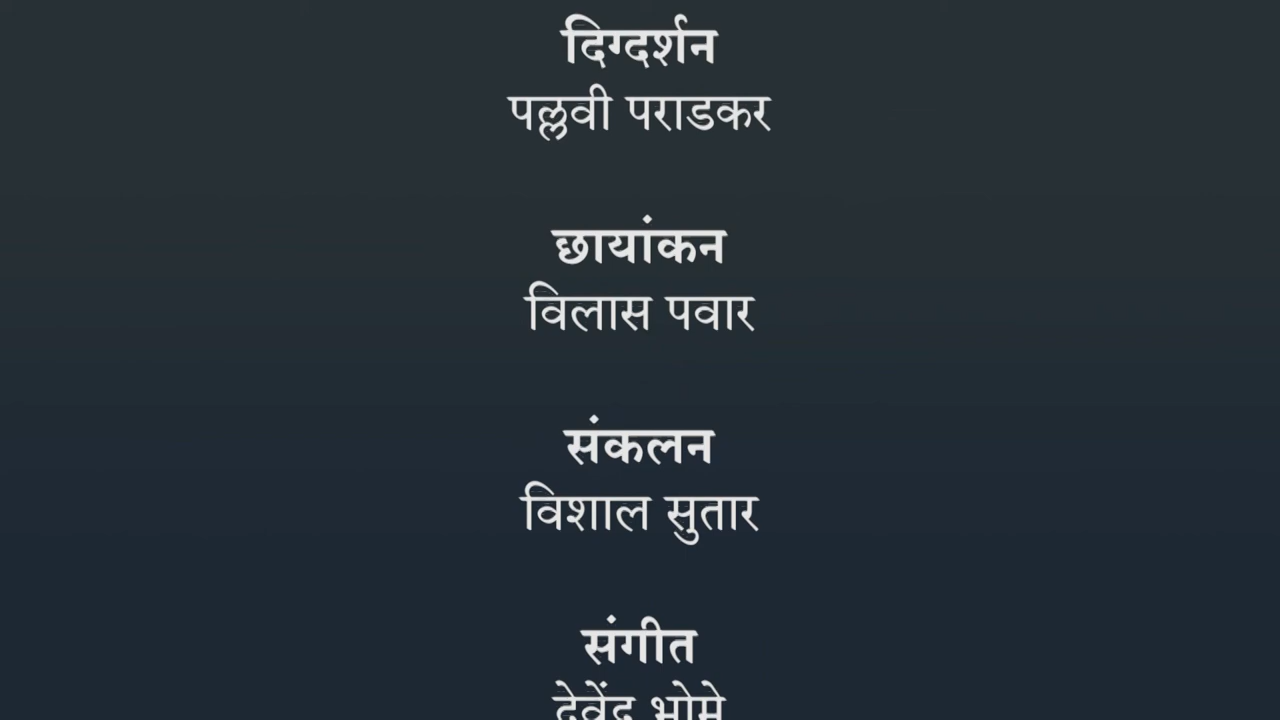 दिग्दर्शन
पल्लवी पराडकर
छायांकन
विलास पवार
संकलन
विशाल सुतार
संगीत